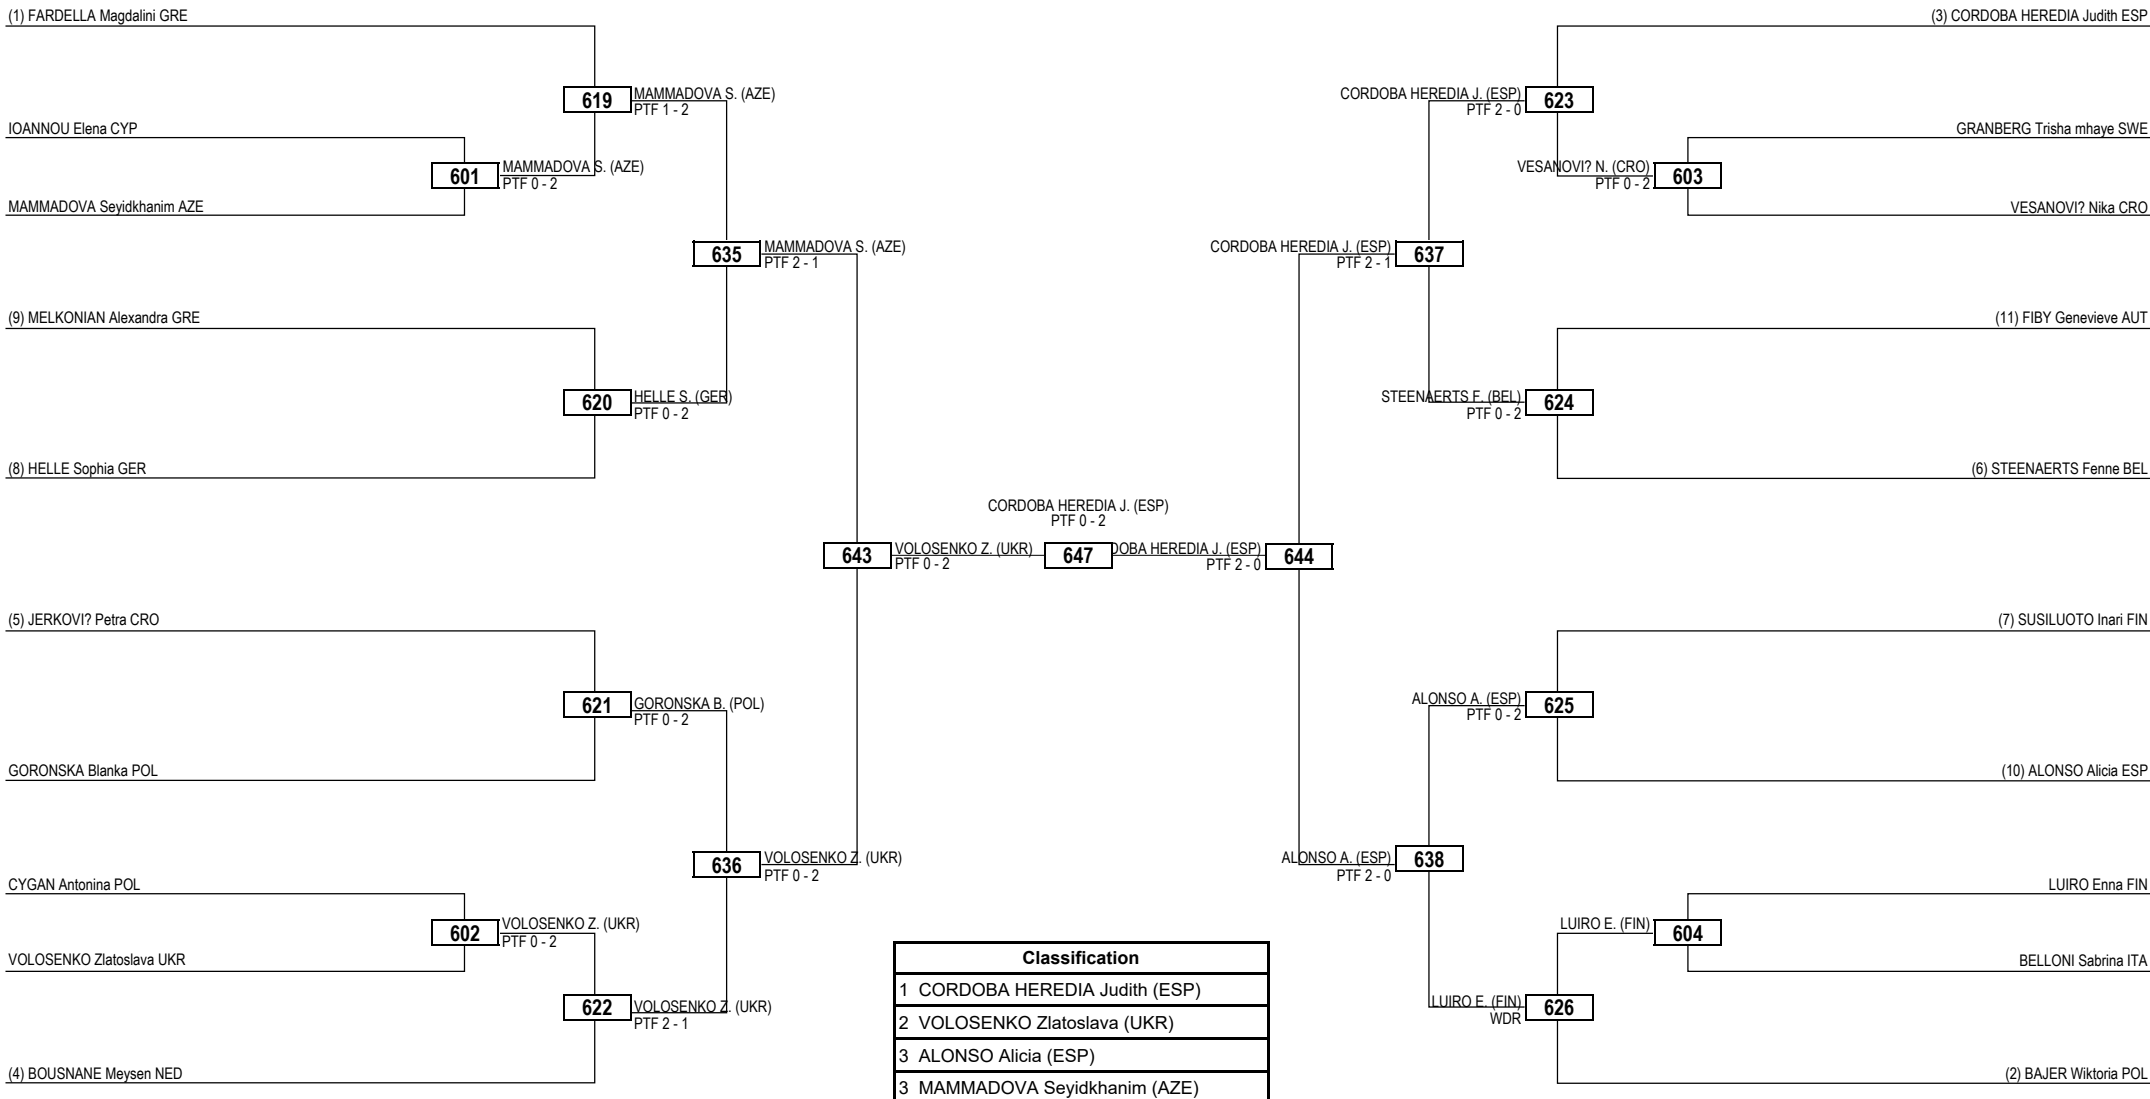 (1) FARDELLA Magdalini GRE
619
MAMMADOVA S. (AZE)
PTF 1 - 2
IOANNOU Elena CYP
601
MAMMADOVA S. (AZE)
PTF 0 - 2
MAMMADOVA Seyidkhanim AZE
635
MAMMADOVA S. (AZE)
PTF 2 - 1
(9) MELKONIAN Alexandra GRE
620
HELLE S. (GER)
PTF 0 - 2
(8) HELLE Sophia GER
643
VOLOSENKO Z. (UKR)
PTF 0 - 2
(5) JERKOVI? Petra CRO
621
GORONSKA B. (POL)
PTF 0 - 2
GORONSKA Blanka POL
636
VOLOSENKO Z. (UKR)
PTF 0 - 2
CYGAN Antonina POL
602
VOLOSENKO Z. (UKR)
PTF 0 - 2
VOLOSENKO Zlatoslava UKR
622
VOLOSENKO Z. (UKR)
PTF 2 - 1
(4) BOUSNANE Meysen NED
CORDOBA HEREDIA J. (ESP)
PTF 0 - 2
647
(3) CORDOBA HEREDIA Judith ESP
CORDOBA HEREDIA J. (ESP)
PTF 2 - 0
623
GRANBERG Trisha mhaye SWE
VESANOVI? N. (CRO)
PTF 0 - 2
603
VESANOVI? Nika CRO
CORDOBA HEREDIA J. (ESP)
PTF 2 - 1
637
(11) FIBY Genevieve AUT
STEENAERTS F. (BEL)
PTF 0 - 2
624
(6) STEENAERTS Fenne BEL
DOBA HEREDIA J. (ESP)
PTF 2 - 0
644
(7) SUSILUOTO Inari FIN
ALONSO A. (ESP)
PTF 0 - 2
625
(10) ALONSO Alicia ESP
ALONSO A. (ESP)
PTF 2 - 0
638
LUIRO Enna FIN
LUIRO E. (FIN)
604
BELLONI Sabrina ITA
LUIRO E. (FIN)
WDR
626
(2) BAJER Wiktoria POL
Classification
1 CORDOBA HEREDIA Judith (ESP)
2 VOLOSENKO Zlatoslava (UKR)
3 ALONSO Alicia (ESP)
3 MAMMADOVA Seyidkhanim (AZE)